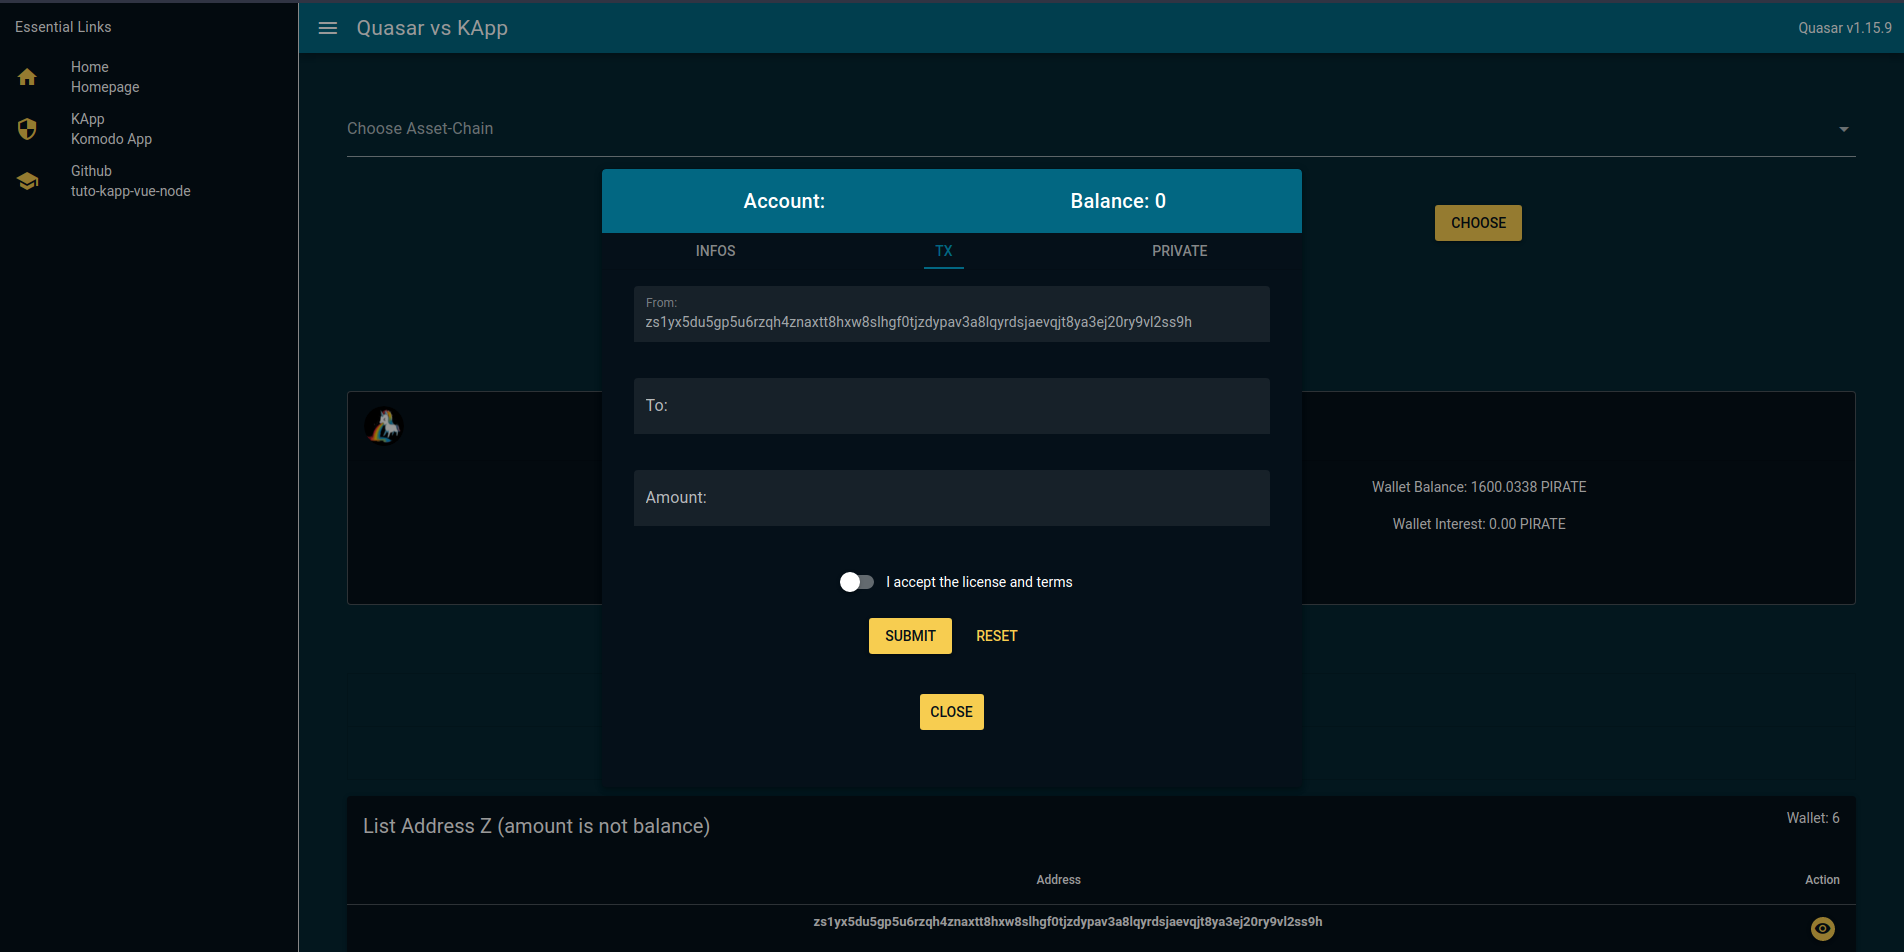 Essential Links
Home
Homepage
KApp
Komodo App
Github
tuto-kapp-vue-node
Quasar vs KApp
Quasar v1.15.9
Choose Asset-Chain
CHOOSE
Account:
Balance: 0
INFOS
TX
PRIVATE
From:
zs1yx5du5gp5u6rzqh4znaxtt8hxw8slhgf0tjzdypav3a8lqyrdsjaevqjt8ya3ej20ry9vl2ss9h
To:
Amount:
I accept the license and terms
SUBMIT
RESET
CLOSE
Wallet Balance: 1600.0338 PIRATE
Wallet Interest: 0.00 PIRATE
List Address Z (amount is not balance)
Wallet: 6
Address
Action
zs1yx5du5gp5u6rzqh4znaxtt8hxw8slhgf0tjzdypav3a8lqyrdsjaevqjt8ya3ej20ry9vl2ss9h